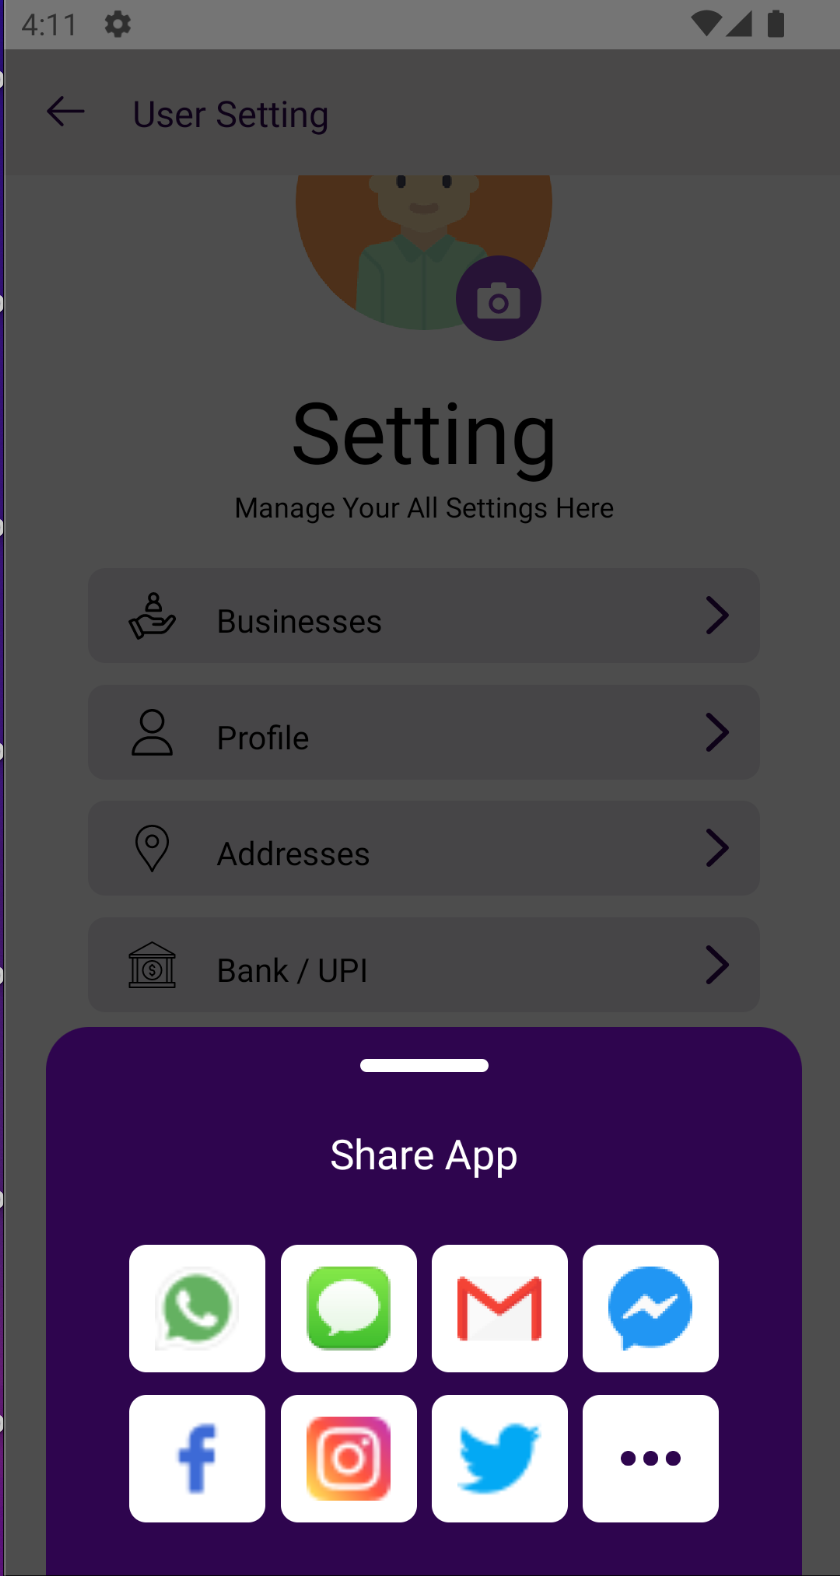 4:11
User Setting
Setting
Manage Your All Settings Here
Businesses
Profile
Addresses
Bank / UPI
Share App